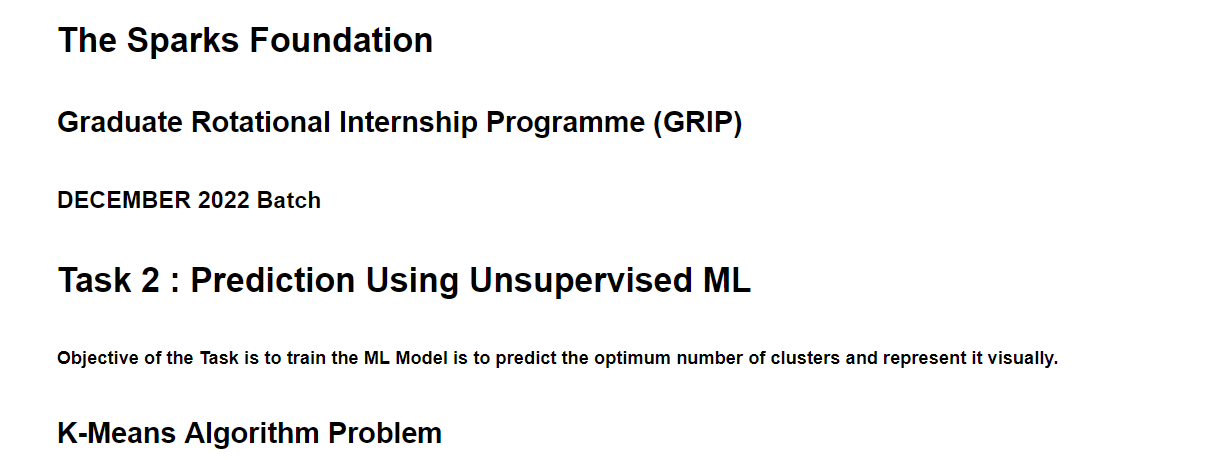 The Sparks Foundation
Graduate Rotational Internship Programme (GRIP)
DECEMBER 2022 Batch
Task 2 : Prediction Using Unsupervised ML
Objective of the Task is to train the ML Model is to predict the optimum number of clusters and represent it visually.
K-Means Algorithm Problem